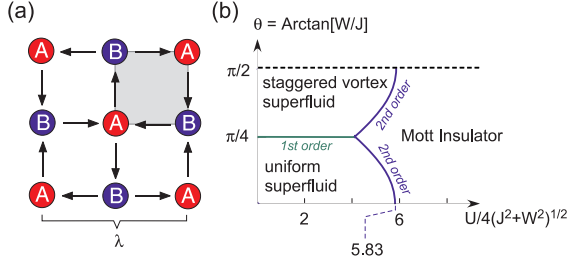 (a)
A B A
B A B
A B A
λ
(b)
θ = Arctan[W/J]
π/2
staggered vortex
superfluid
2nd order
π/4
1st order
Mott Insulator
uniform
superfluid
2nd order
2 6 U/4(J²+W²)¹/²
5.83